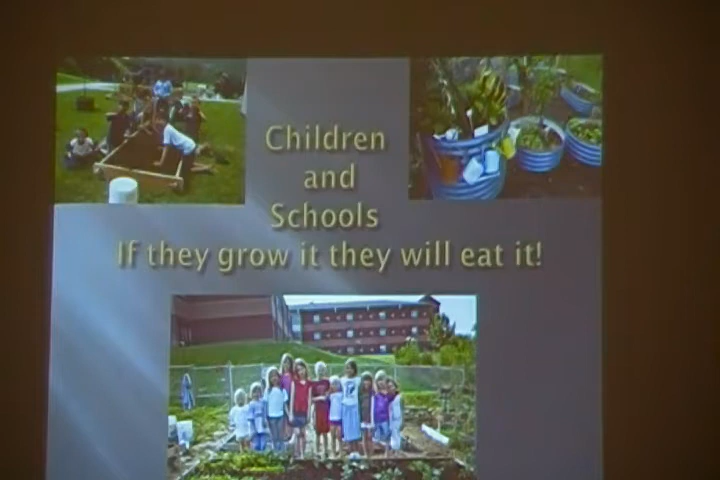 Children
and
Schools
If they grow it they will eat it!